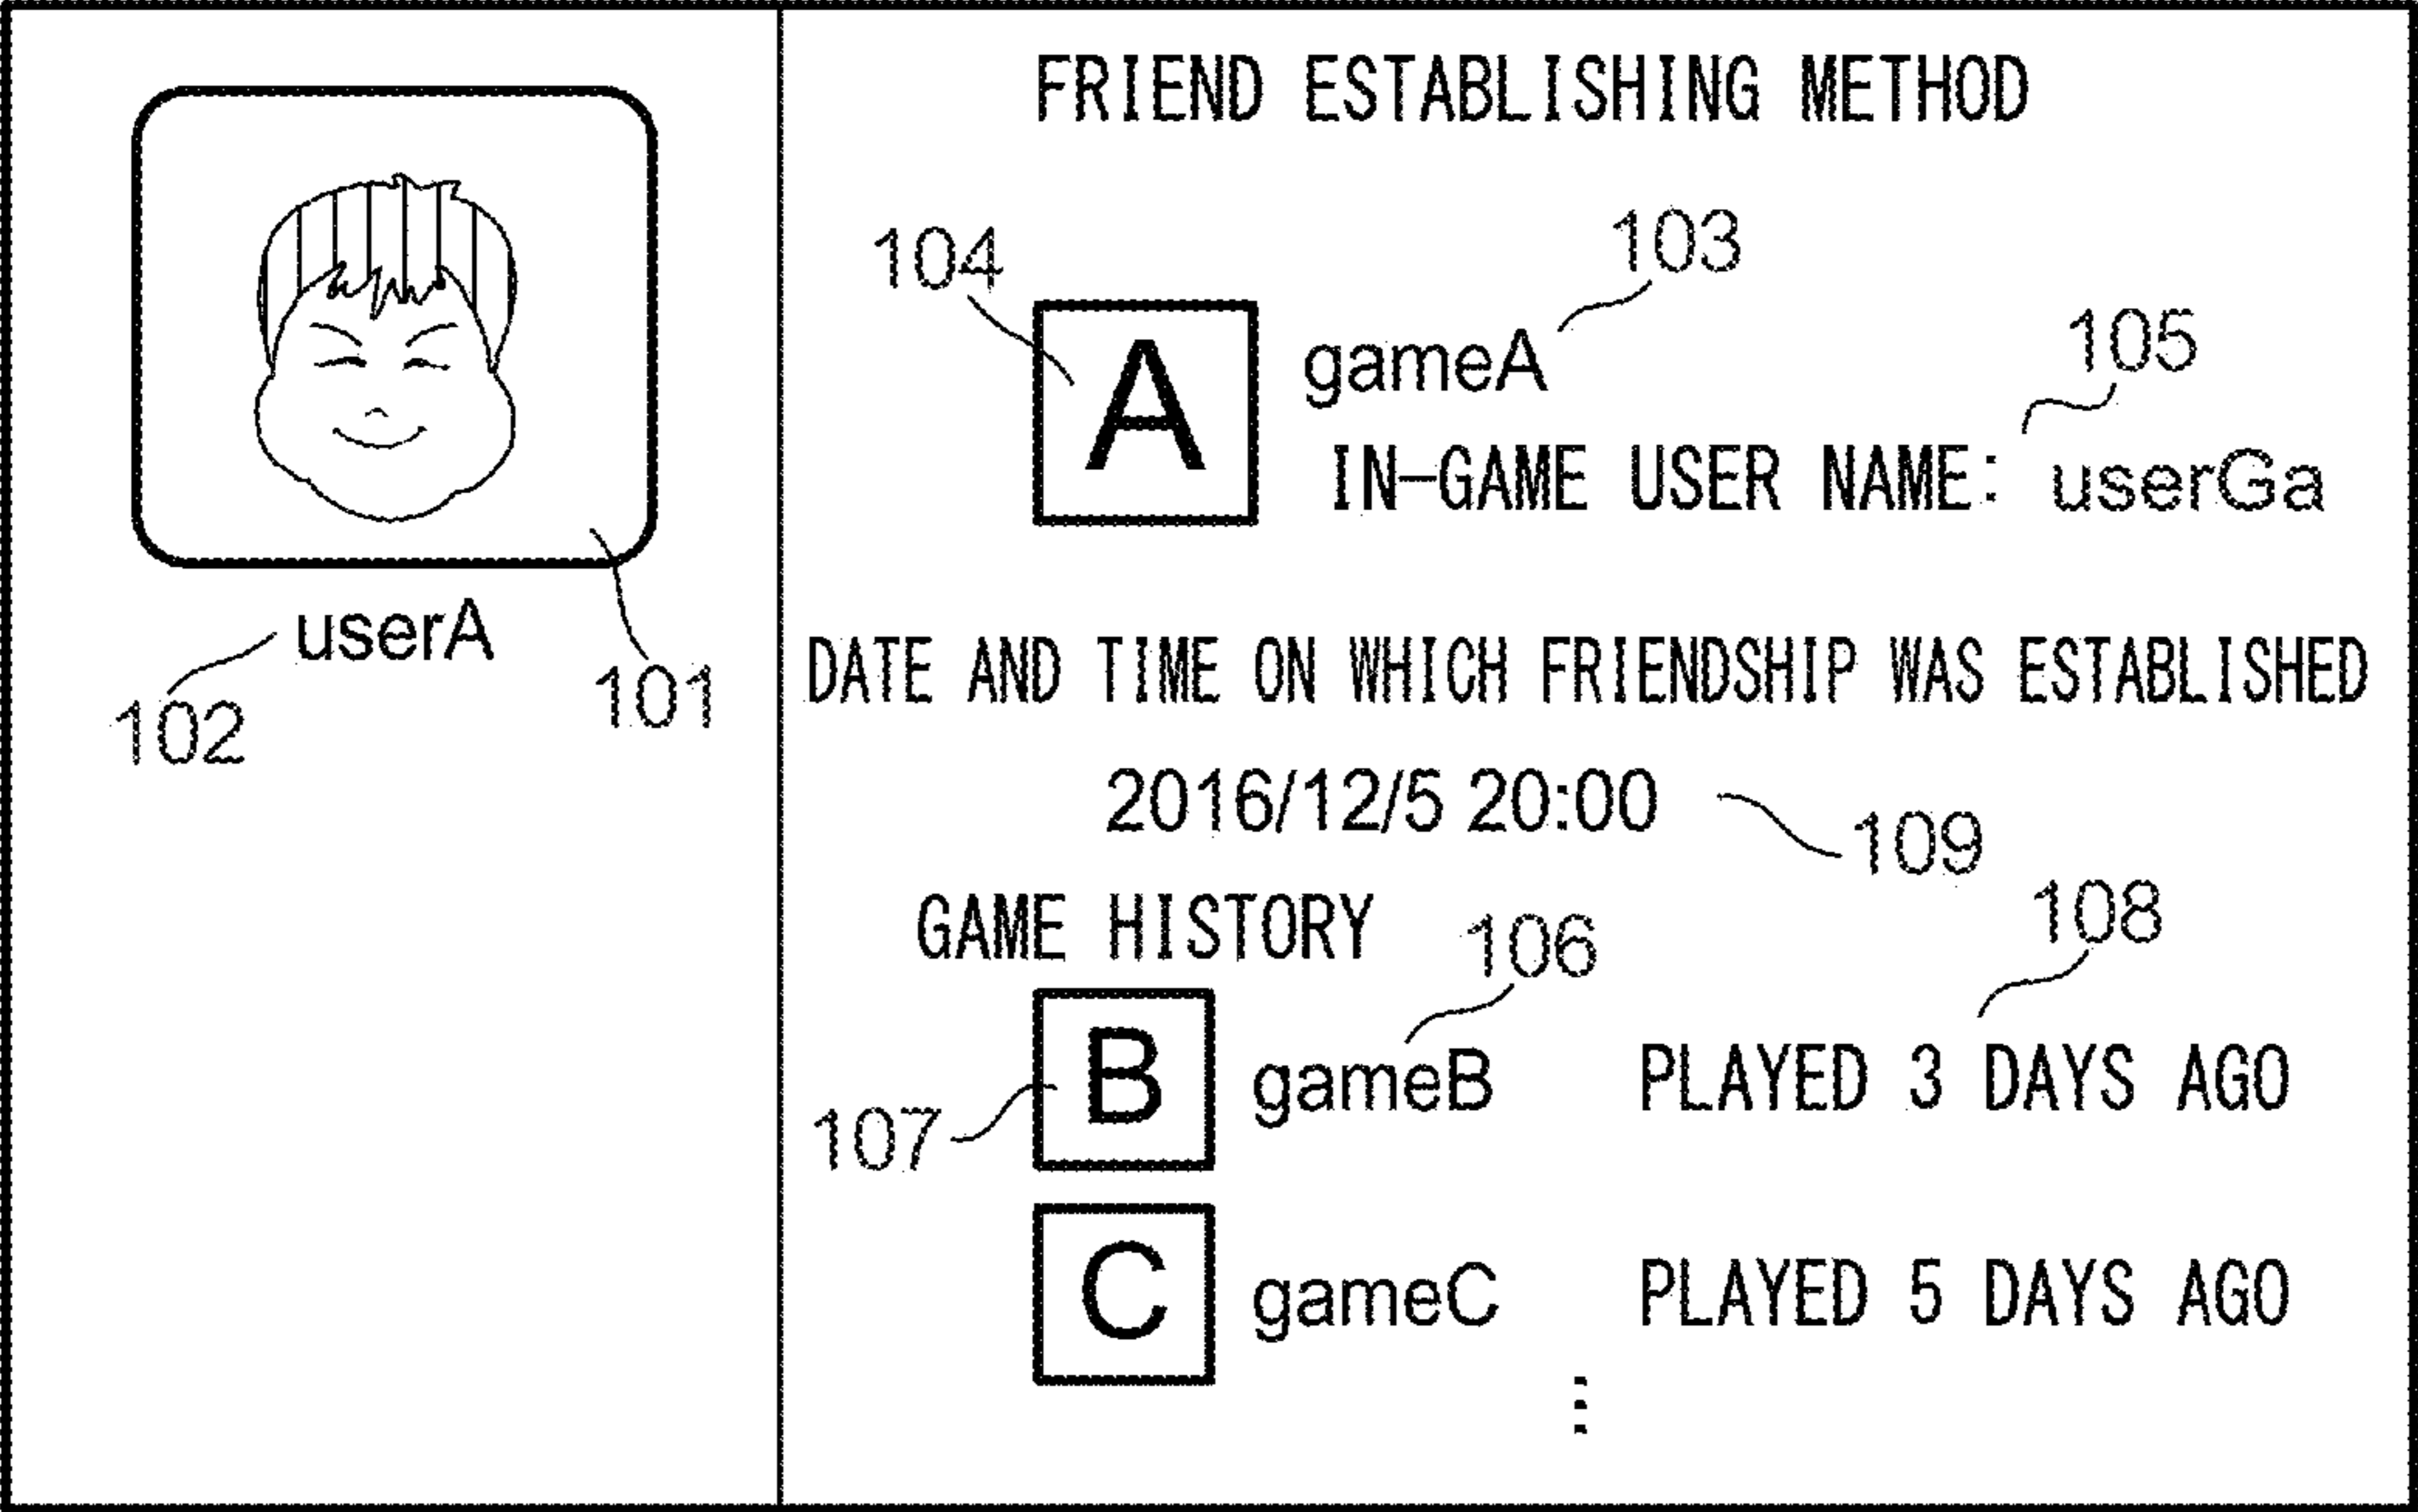 userA
101
102
FRIEND ESTABLISHING METHOD
104
103
A
gameA
105
IN-GAME USER NAME: userGa
DATE AND TIME ON WHICH FRIENDSHIP WAS ESTABLISHED
2016/12/5 20:00
109
GAME HISTORY
106
108
B gameB PLAYED 3 DAYS AGO
107
C gameC PLAYED 5 DAYS AGO
⋮